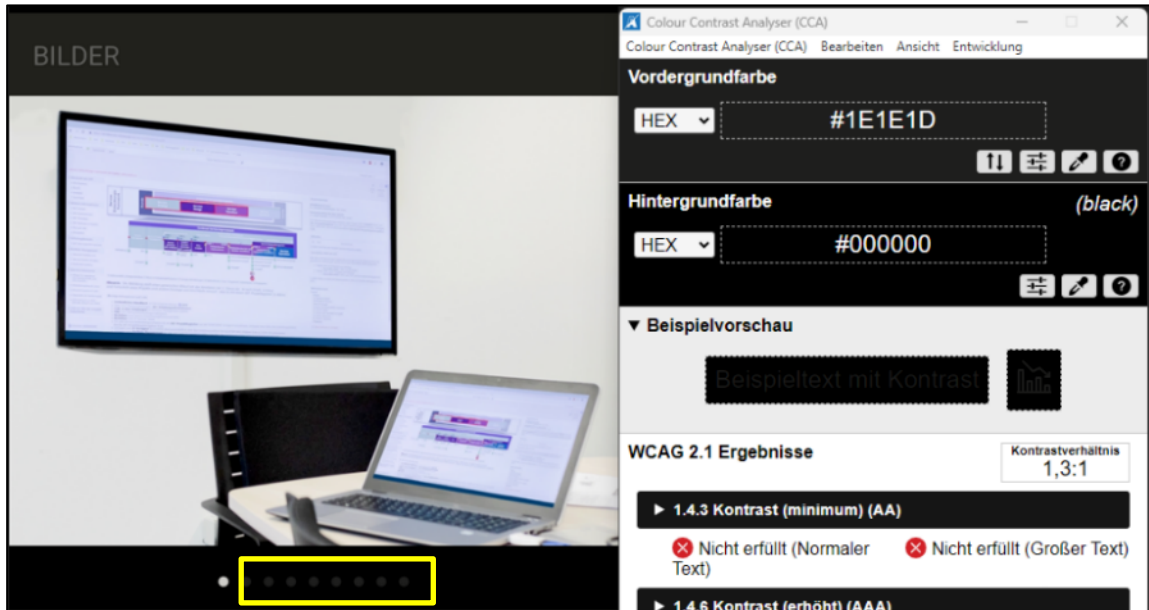 BILDER
Colour Contrast Analyser (CCA)
Colour Contrast Analyser (CCA) Bearbeiten Ansicht Entwicklung
Vordergrundfarbe
HEX
#1E1E1D
Hintergrundfarbe
(black)
HEX
#000000
▼ Beispielvorschau
Beispieltext mit Kontrast
WCAG 2.1 Ergebnisse
Kontrastverhältnis
1,3:1
▶ 1.4.3 Kontrast (minimum) (AA)
Nicht erfüllt (Normaler
Text)
Nicht erfüllt (Großer Text)
▶ 1.4.6 Kontrast (erhöht) (AAA)